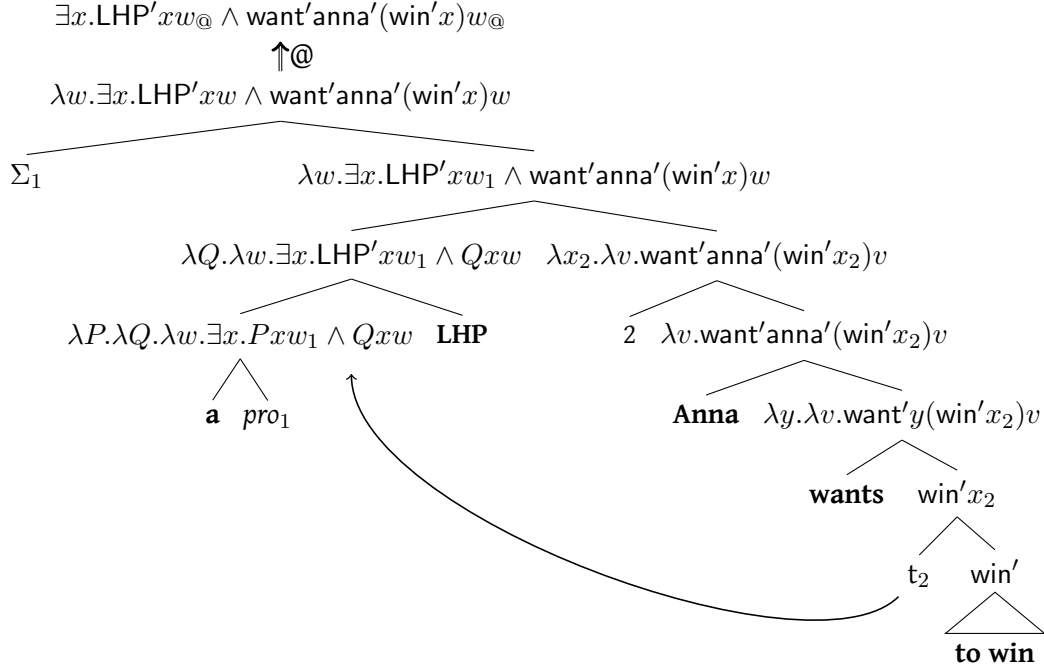 ∃x.LHP′xw@ ∧ want′anna′(win′x)w@
⇑@
λw.∃x.LHP′xw ∧ want′anna′(win′x)w
Σ₁ λw.∃x.LHP′xw₁ ∧ want′anna′(win′x)w
λQ.λw.∃x.LHP′xw₁ ∧ Qxw λx₂.λv.want′anna′(win′x₂)v
λP.λQ.λw.∃x.Pxw₁ ∧ Qxw LHP 2 λv.want′anna′(win′x₂)v
a pro₁ Anna λy.λv.want′y(win′x₂)v
wants win′x₂
t₂ win′
to win